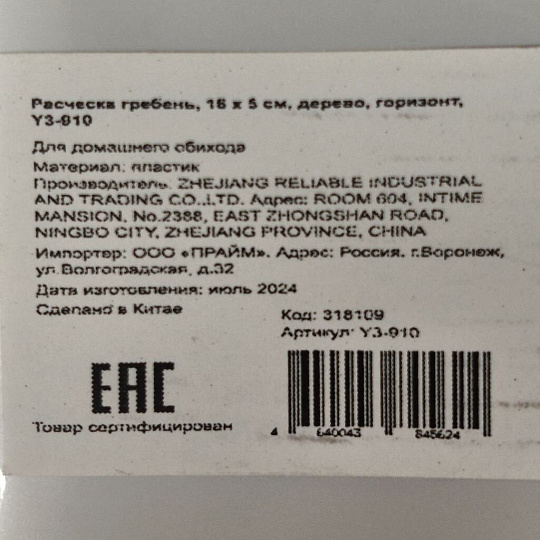 Расческа гребень, 18 x 5 см, дерево, горизонт,
Y3-910
Для домашнего обихода
Материал: пластик
Производитель: ZHEJIANG RELIABLE INDUSTRIAL
AND TRADING CO.,LTD. Адрес: ROOM 604, INTIME
MANSION, No.2388, EAST ZHONGSHAN ROAD,
NINGBO CITY, ZHEJIANG PROVINCE, CHINA
Импортер: ООО «ПРАЙМ». Адрес: Россия. г.Воронеж,
ул.Волгоградская, д.32
Дата изготовления: июль 2024
Сделано в Китае
Код: 318109
Артикул: Y3-910
EAC
Товар сертифицирован
4 640043 845624